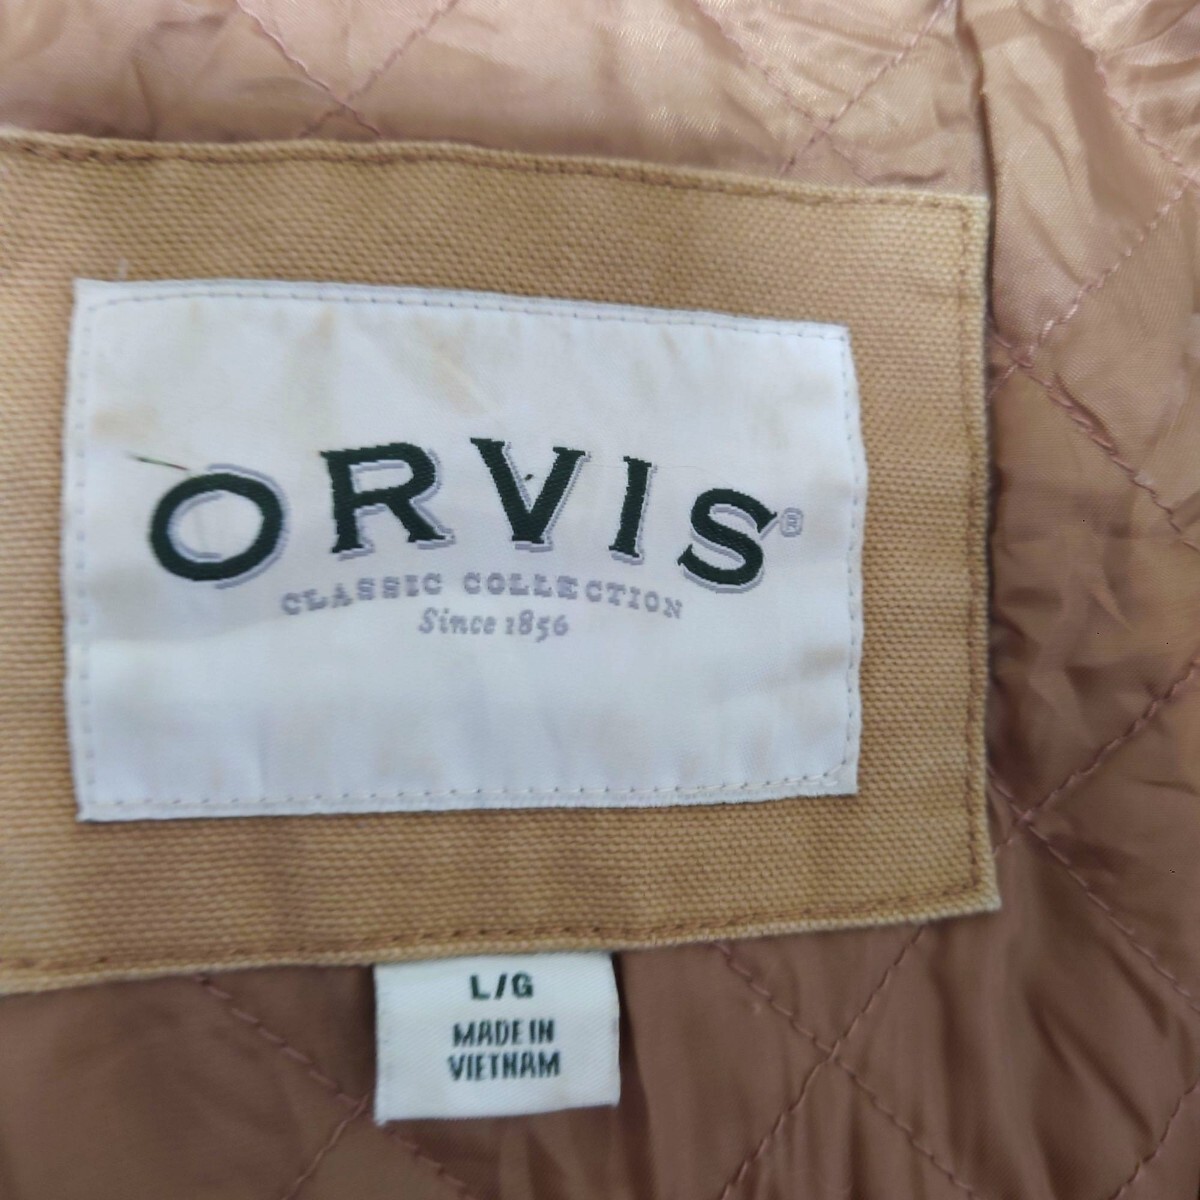 ORVIS®
CLASSIC COLLECTION
Since 1856
L/G
MADE IN
VIETNAM